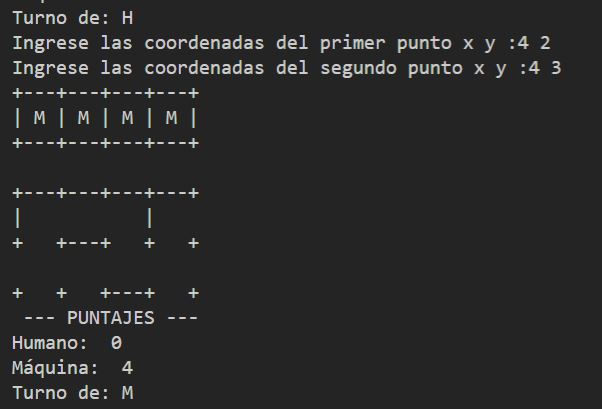 Turno de: H
Ingrese las coordenadas del primer punto x y :4 2
Ingrese las coordenadas del segundo punto x y :4 3
+---+---+---+---+
| M | M | M | M |
+---+---+---+---+

+---+---+---+---+
|           |
+   +---+   +   +

+   +   +---+   +
 --- PUNTAJES ---
Humano:  0
Máquina:  4
Turno de: M